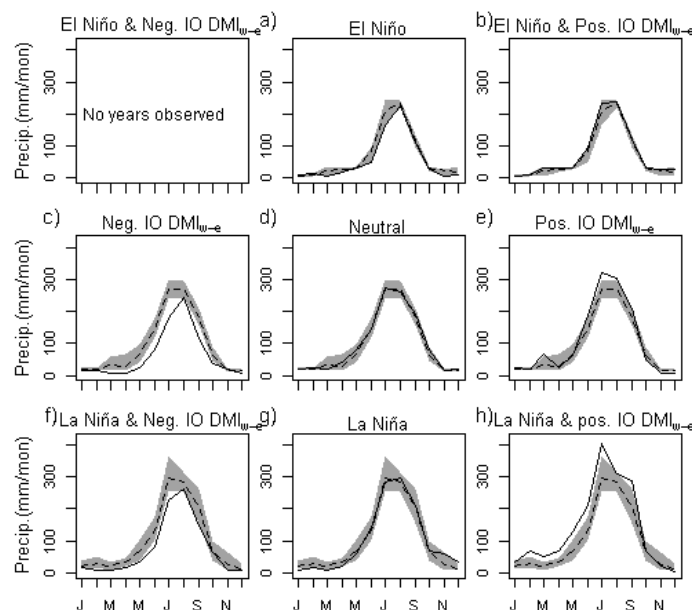 El Niño & Neg. IO DMIw–e
a) El Niño
b) El Niño & Pos. IO DMIw–e
Precip.(mm/mon)
0 100 300
No years observed
c) Neg. IO DMIw–e
d) Neutral
e) Pos. IO DMIw–e
Precip.(mm/mon)
0 100 300
f) La Niña & Neg. IO DMIw–e
g) La Niña
h) La Niña & pos. IO DMIw–e
Precip.(mm/mon)
0 100 300
J M M J S N
J M M J S N
J M M J S N